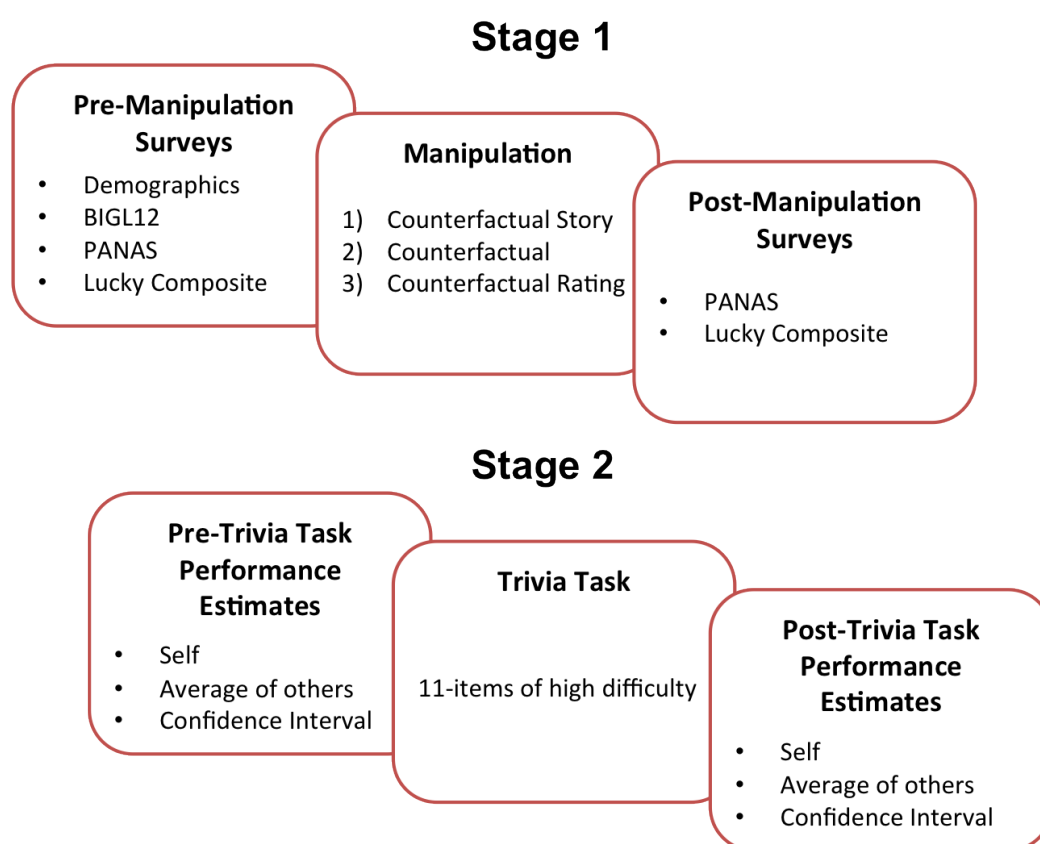 Stage 1
Pre-Manipulation
Surveys
• Demographics
• BIGL12
• PANAS
• Lucky Composite
Manipulation
1) Counterfactual Story
2) Counterfactual
3) Counterfactual Rating
Post-Manipulation
Surveys
• PANAS
• Lucky Composite
Stage 2
Pre-Trivia Task
Performance
Estimates
• Self
• Average of others
• Confidence Interval
Trivia Task
11-items of high difficulty
Post-Trivia Task
Performance
Estimates
• Self
• Average of others
• Confidence Interval